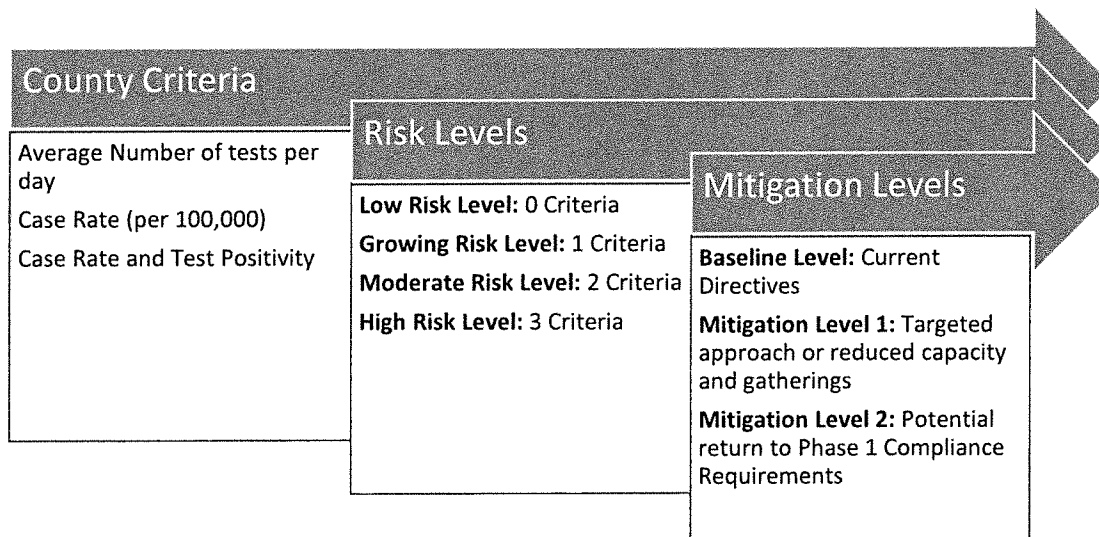 County Criteria
Average Number of tests per
day
Case Rate (per 100,000)
Case Rate and Test Positivity
Risk Levels
Low Risk Level: 0 Criteria
Growing Risk Level: 1 Criteria
Moderate Risk Level: 2 Criteria
High Risk Level: 3 Criteria
Mitigation Levels
Baseline Level: Current
Directives
Mitigation Level 1: Targeted
approach or reduced capacity
and gatherings
Mitigation Level 2: Potential
return to Phase 1 Compliance
Requirements